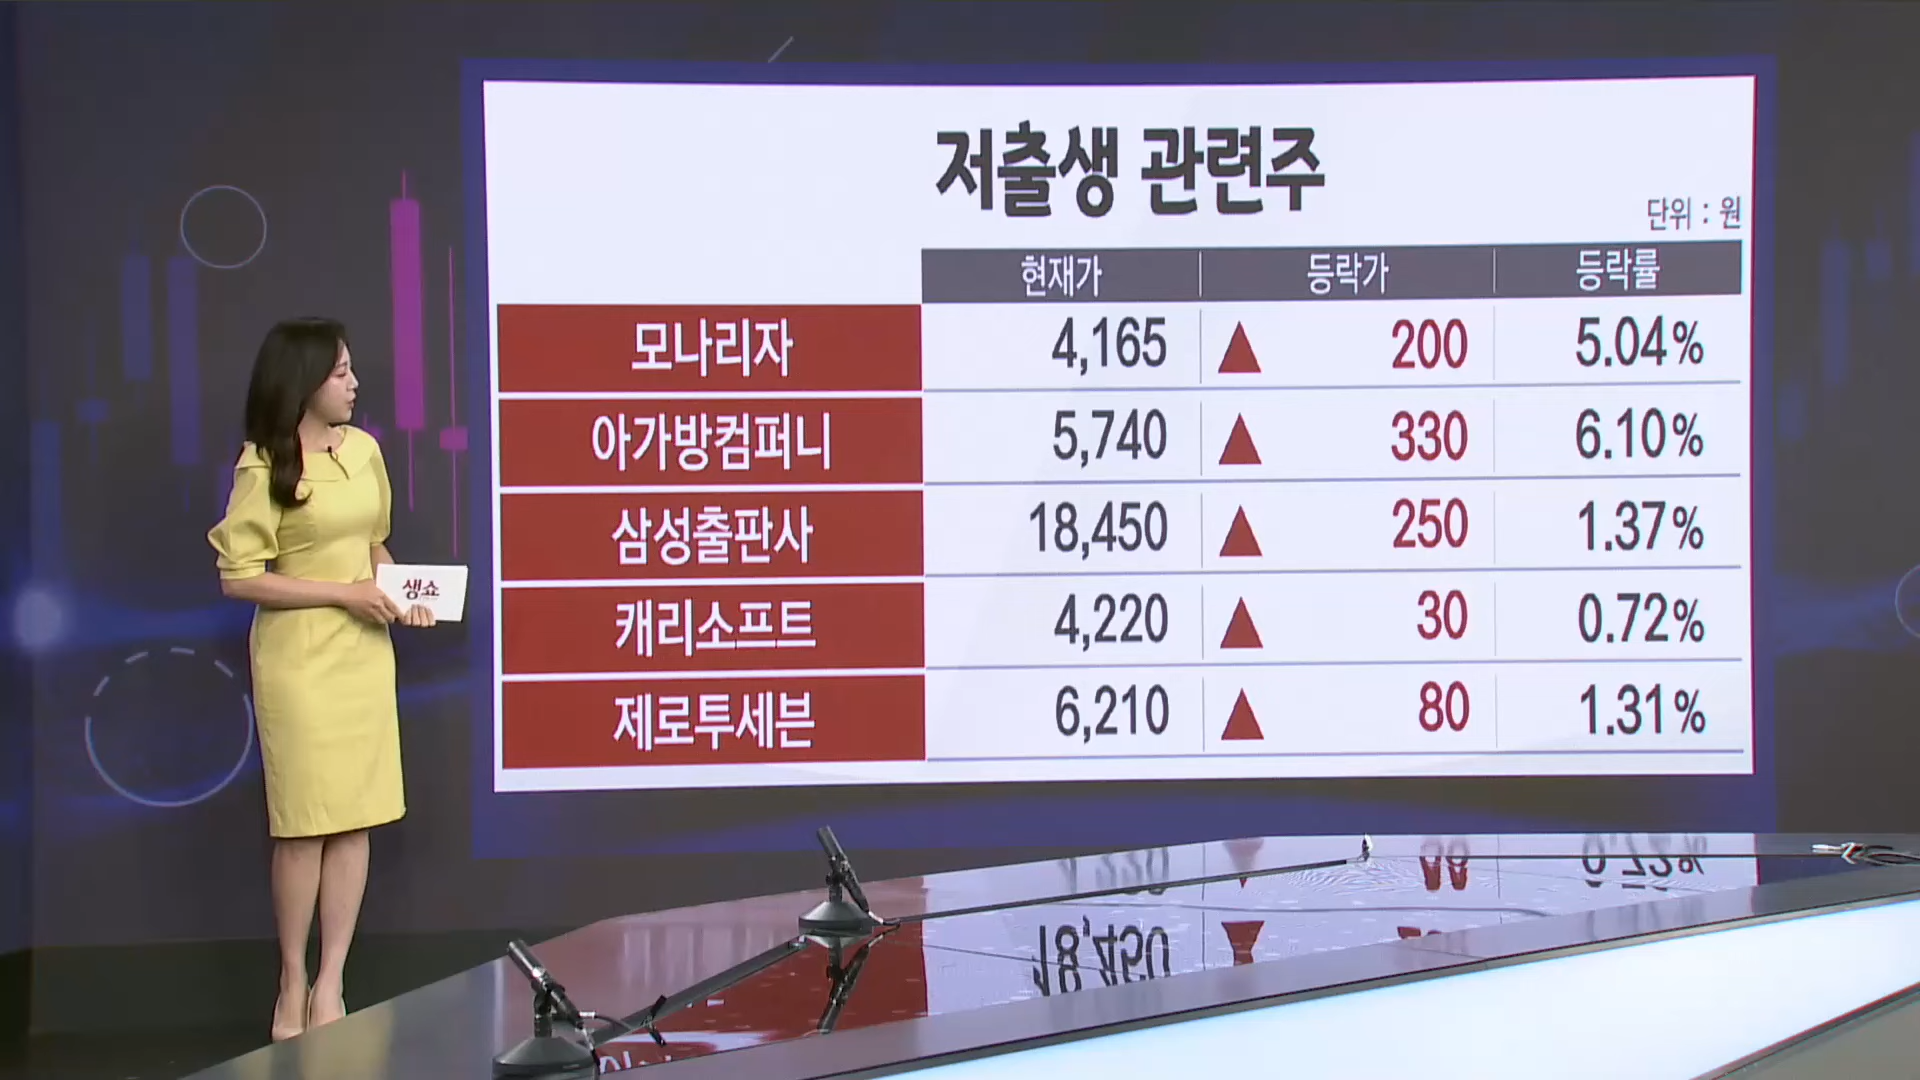 저출생 관련주
단위 : 원
현재가 등락가 등락률
모나리자 4,165 ▲ 200 5.04%
아가방컴퍼니 5,740 ▲ 330 6.10%
삼성출판사 18,450 ▲ 250 1.37%
캐리소프트 4,220 ▲ 30 0.72%
제로투세븐 6,210 ▲ 80 1.31%
생쇼